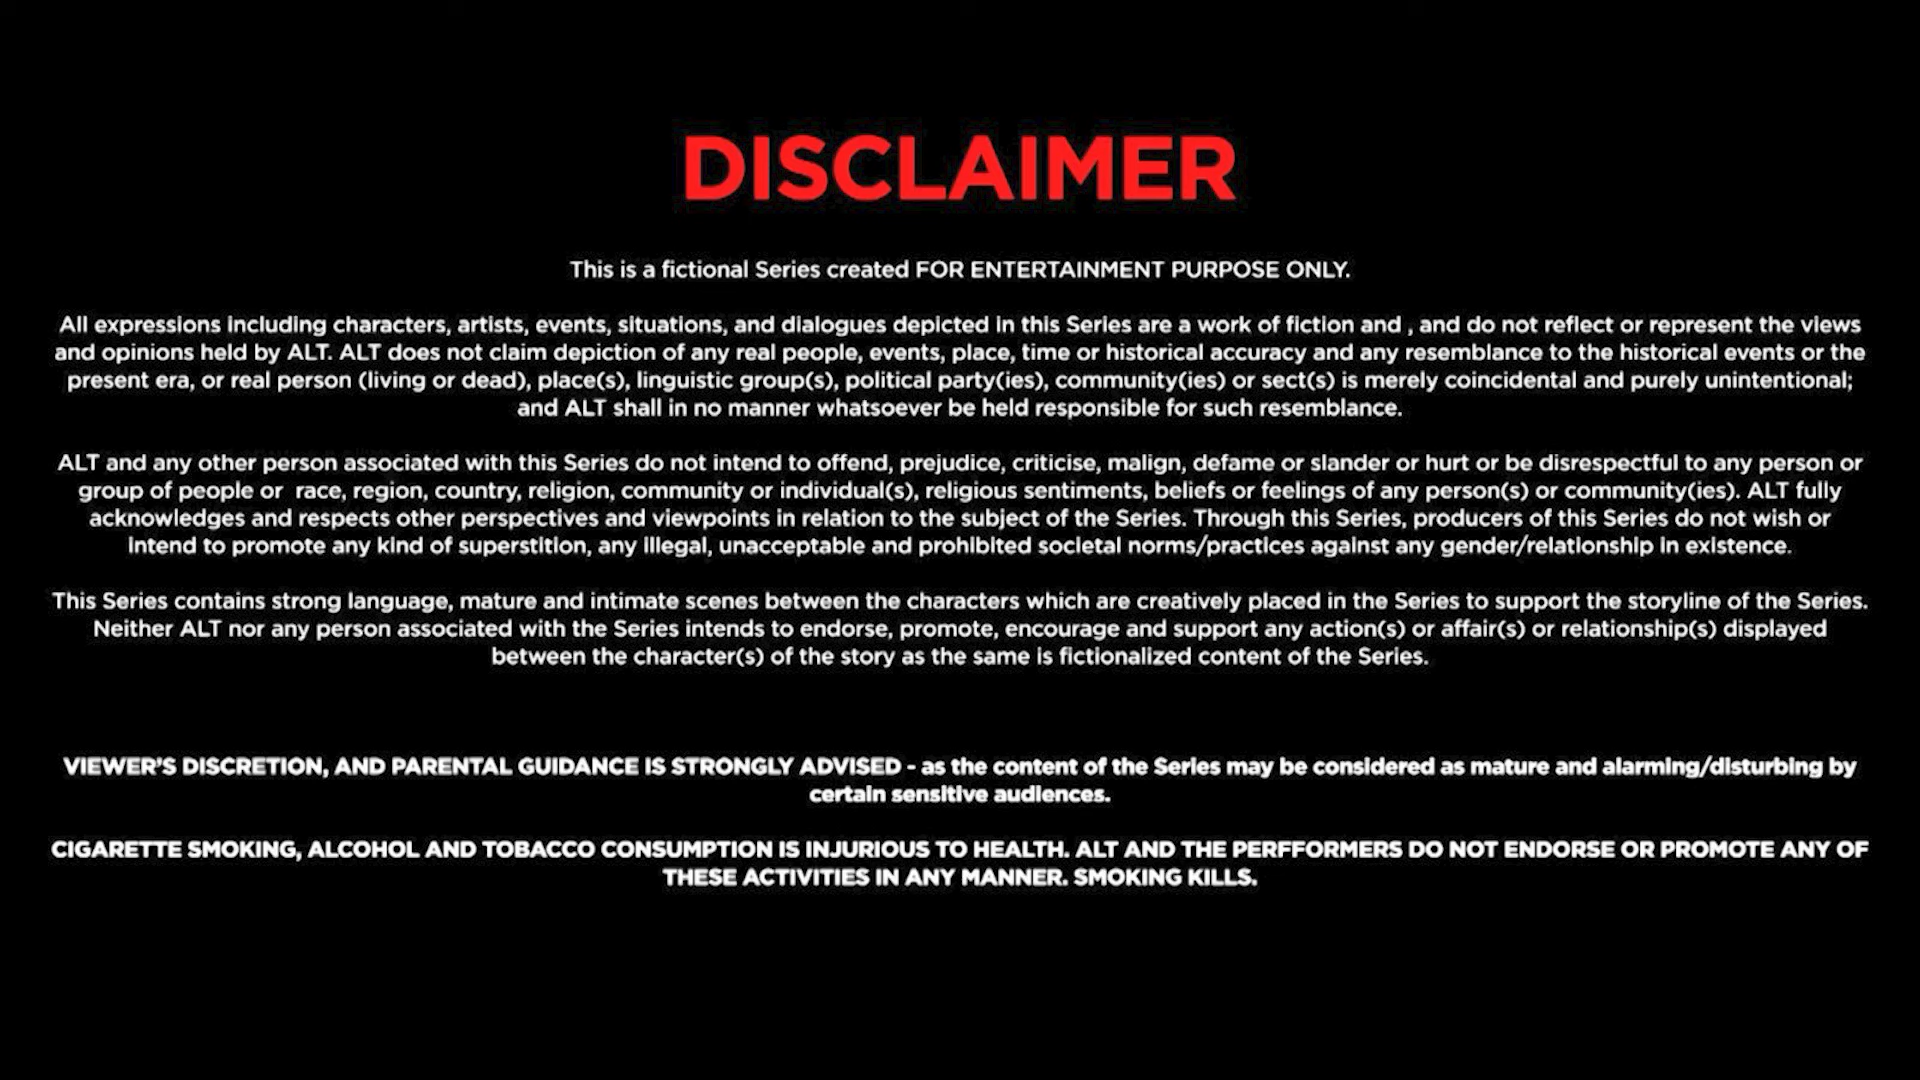 DISCLAIMER
This is a fictional Series created FOR ENTERTAINMENT PURPOSE ONLY.
All expressions including characters, artists, events, situations, and dialogues depicted in this Series are a work of fiction and , and do not reflect or represent the views
and opinions held by ALT. ALT does not claim depiction of any real people, events, place, time or historical accuracy and any resemblance to the historical events or the
present era, or real person (living or dead), place(s), linguistic group(s), political party(ies), community(ies) or sect(s) is merely coincidental and purely unintentional;
and ALT shall in no manner whatsoever be held responsible for such resemblance.
ALT and any other person associated with this Series do not intend to offend, prejudice, criticise, malign, defame or slander or hurt or be disrespectful to any person or
group of people or  race, region, country, religion, community or individual(s), religious sentiments, beliefs or feelings of any person(s) or community(ies). ALT fully
acknowledges and respects other perspectives and viewpoints in relation to the subject of the Series. Through this Series, producers of this Series do not wish or
intend to promote any kind of superstition, any illegal, unacceptable and prohibited societal norms/practices against any gender/relationship in existence.
This Series contains strong language, mature and intimate scenes between the characters which are creatively placed in the Series to support the storyline of the Series.
Neither ALT nor any person associated with the Series intends to endorse, promote, encourage and support any action(s) or affair(s) or relationship(s) displayed
between the character(s) of the story as the same is fictionalized content of the Series.
VIEWER'S DISCRETION, AND PARENTAL GUIDANCE IS STRONGLY ADVISED - as the content of the Series may be considered as mature and alarming/disturbing by
certain sensitive audiences.
CIGARETTE SMOKING, ALCOHOL AND TOBACCO CONSUMPTION IS INJURIOUS TO HEALTH. ALT AND THE PERFFORMERS DO NOT ENDORSE OR PROMOTE ANY OF
THESE ACTIVITIES IN ANY MANNER. SMOKING KILLS.